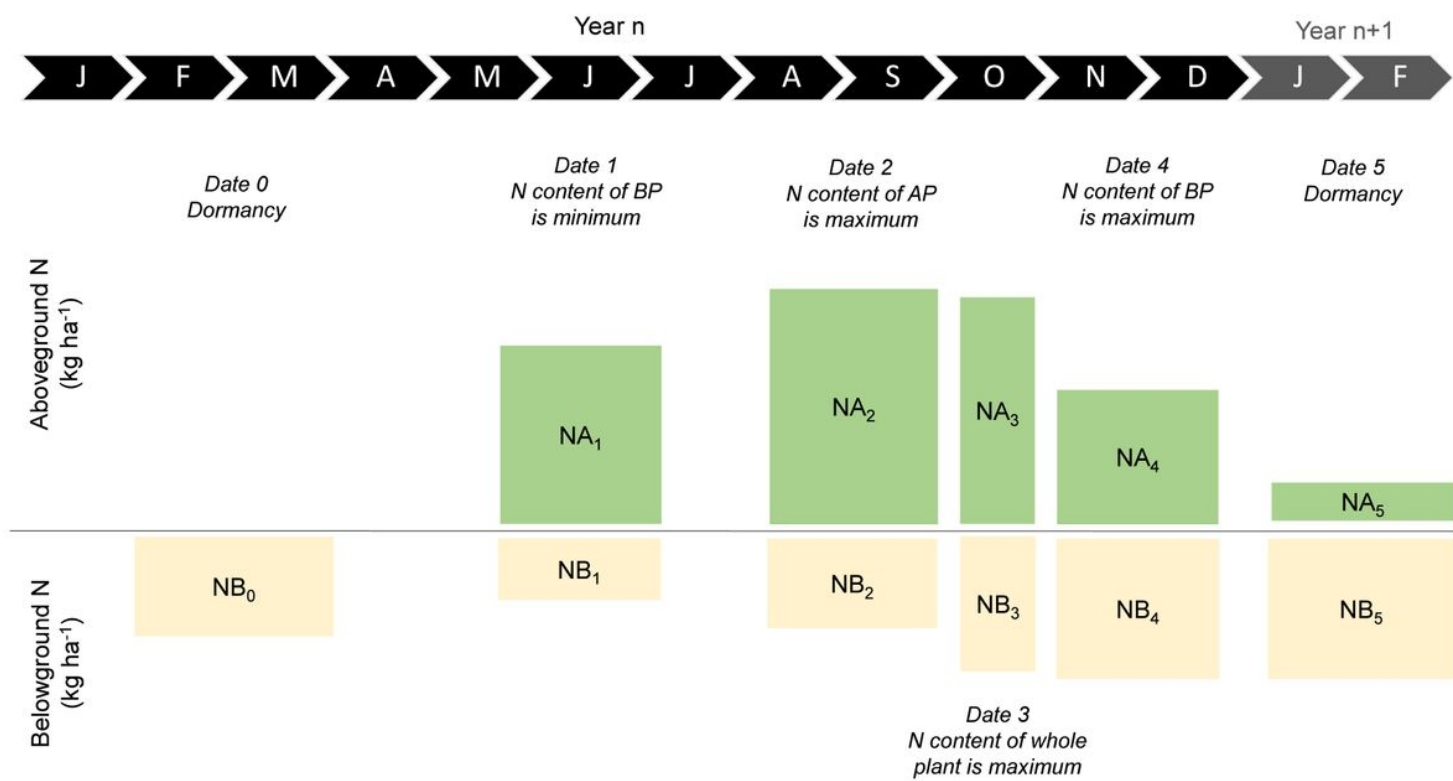 Year n
Year n+1
J F M A M J J A S O N D J F
Date 0
Dormancy
Date 1
N content of BP
is minimum
Date 2
N content of AP
is maximum
Date 4
N content of BP
is maximum
Date 5
Dormancy
Aboveground N
(kg ha⁻¹)
NA₁
NA₂
NA₃
NA₄
NA₅
Belowground N
(kg ha⁻¹)
NB₀
NB₁
NB₂
NB₃
NB₄
NB₅
Date 3
N content of whole
plant is maximum